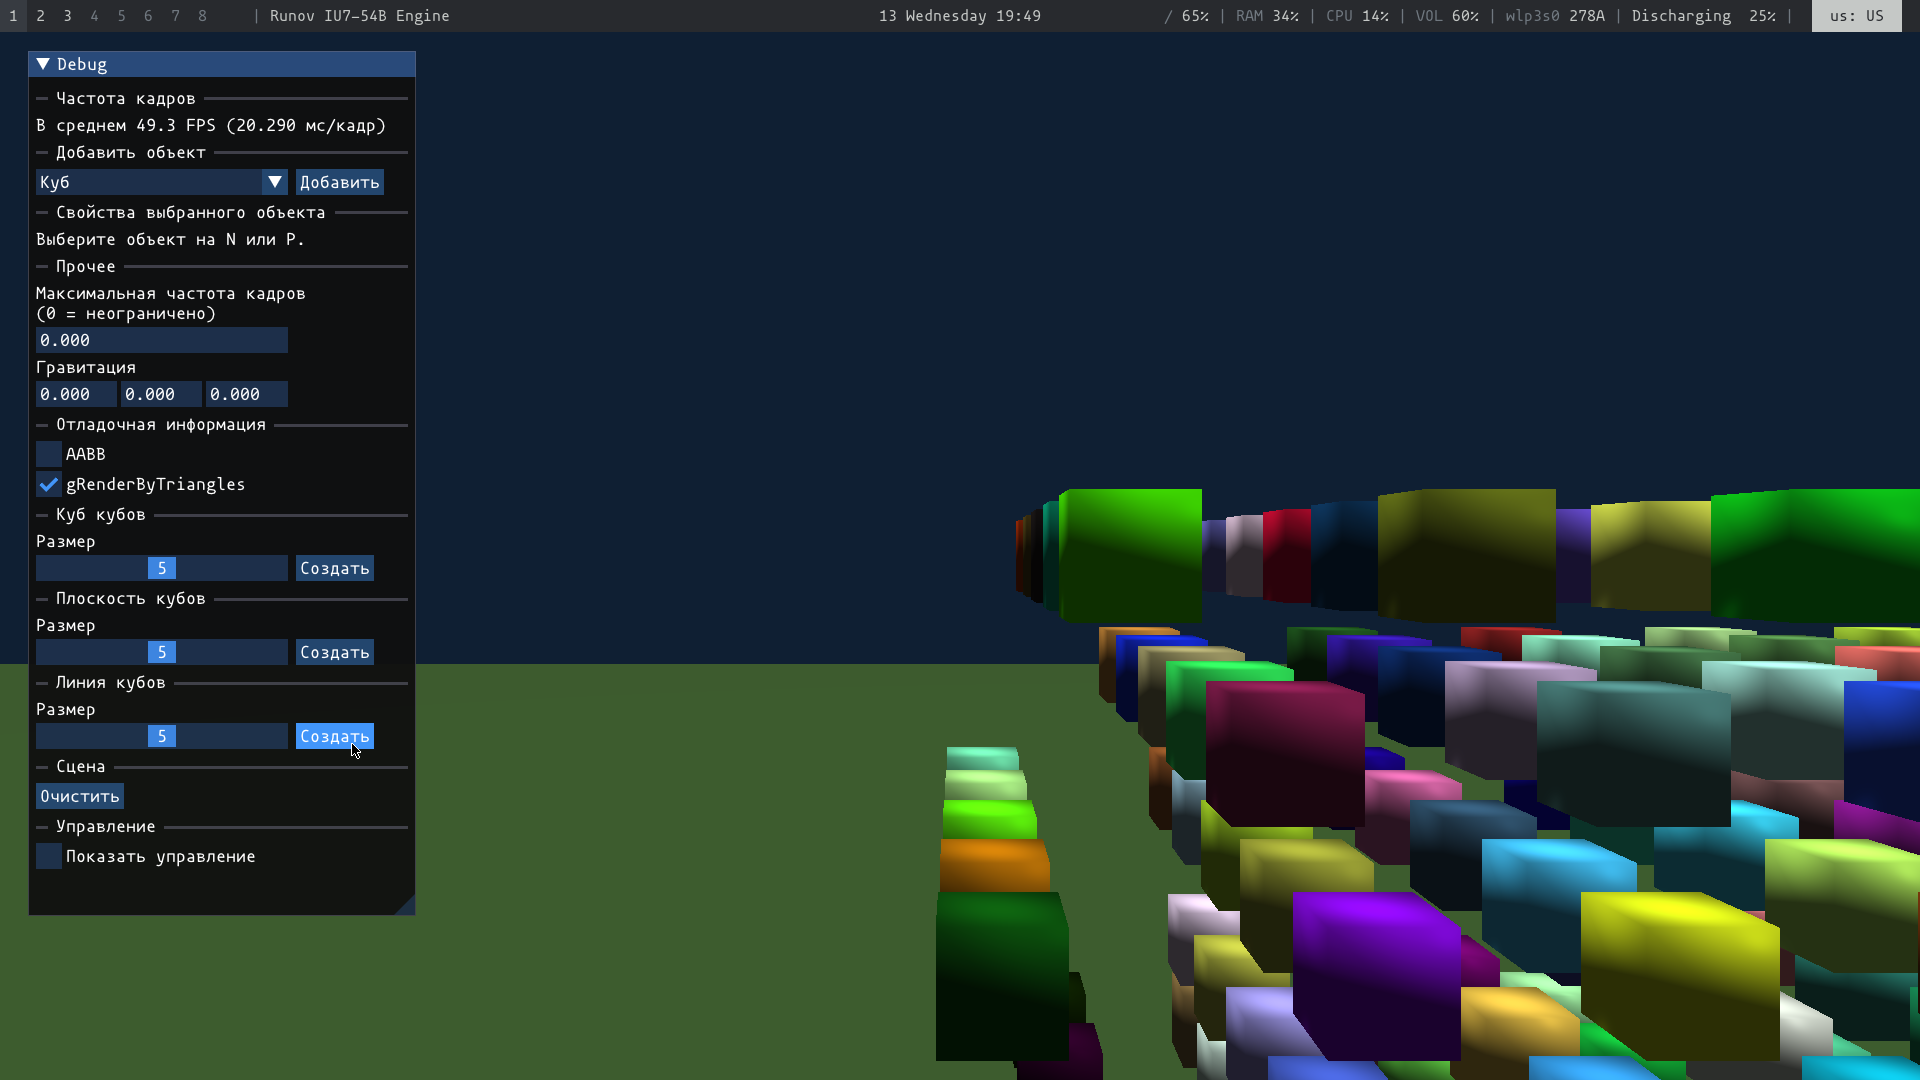 1 2 3 4 5 6 7 8 | Runov IU7-54B Engine 13 Wednesday 19:49 / 65% | RAM 34% | CPU 14% | VOL 60% | wlp3s0 278A | Discharging 25% | us: US
Debug
Частота кадров
В среднем 49.3 FPS (20.290 мс/кадр)
Добавить объект
Куб Добавить
Свойства выбранного объекта
Выберите объект на N или P.
Прочее
Максимальная частота кадров
(0 = неограничено)
0.000
Гравитация
0.000 0.000 0.000
Отладочная информация
AABB
gRenderByTriangles
Куб кубов
Размер
5 Создать
Плоскость кубов
Размер
5 Создать
Линия кубов
Размер
5 Создать
Сцена
Очистить
Управление
Показать управление